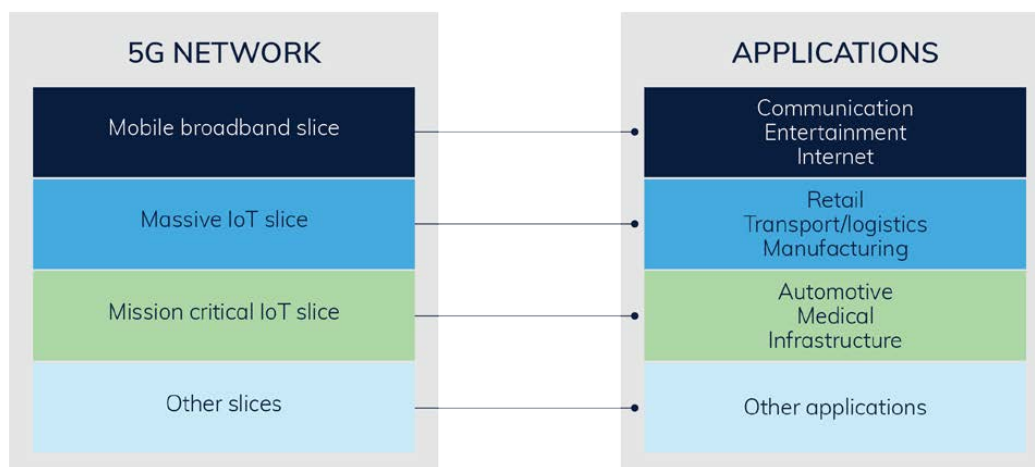 5G NETWORK
Mobile broadband slice
Massive IoT slice
Mission critical IoT slice
Other slices
APPLICATIONS
Communication
Entertainment
Internet
Retail
Transport/logistics
Manufacturing
Automotive
Medical
Infrastructure
Other applications